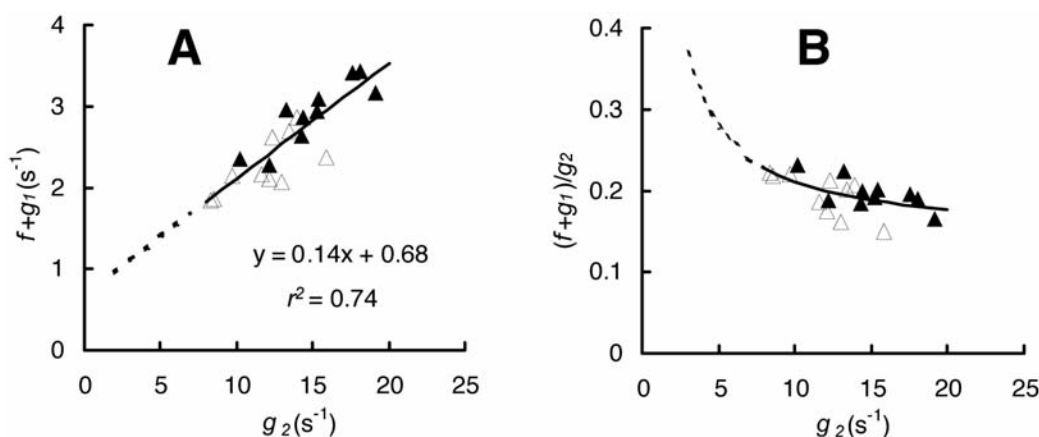 A
4
3
2
1
0
f+g1(s-1)
y = 0.14x + 0.68
r2 = 0.74
0 5 10 15 20 25
g2(s-1)
B
0.4
0.3
0.2
0.1
0
(f+g1)/g2
0 5 10 15 20 25
g2(s-1)